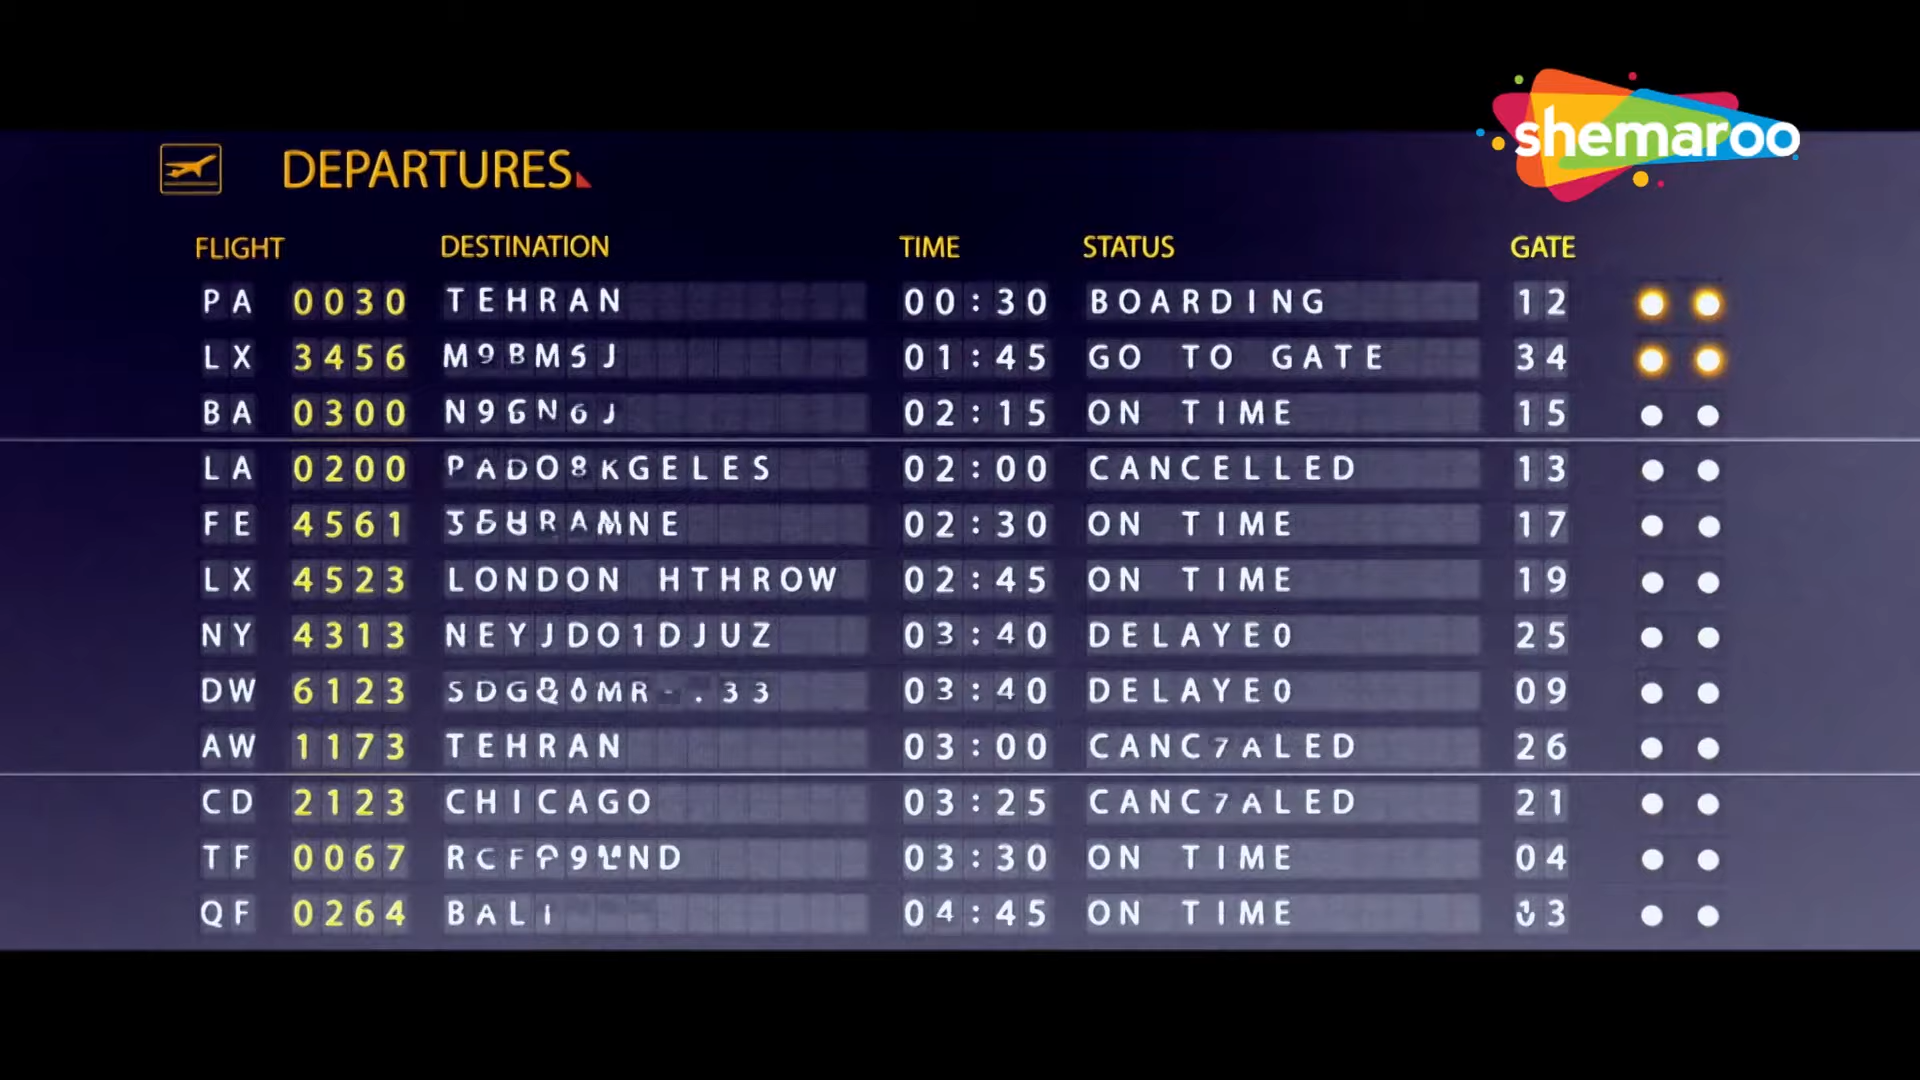 shemaroo
DEPARTURES
FLIGHT DESTINATION TIME STATUS GATE
PA 0030 TEHRAN 00:30 BOARDING 12
LX 3456 M9BM5J 01:45 GO TO GATE 34
BA 0300 02:15 ON TIME 15
LA 0200 PADO8KGELES 02:00 CANCELLED 13
FE 4561 02:30 ON TIME 17
LX 4523 LONDON HTHROW 02:45 ON TIME 19
NY 4313 NEYJDO1DJUZ 03:40 DELAYE0 25
DW 6123 03:40 DELAYE0 09
AW 1173 TEHRAN 03:00 CANC7ALED 26
CD 2123 CHICAGO 03:25 CANC7ALED 21
TF 0067 03:30 ON TIME 04
QF 0264 BALI 04:45 ON TIME